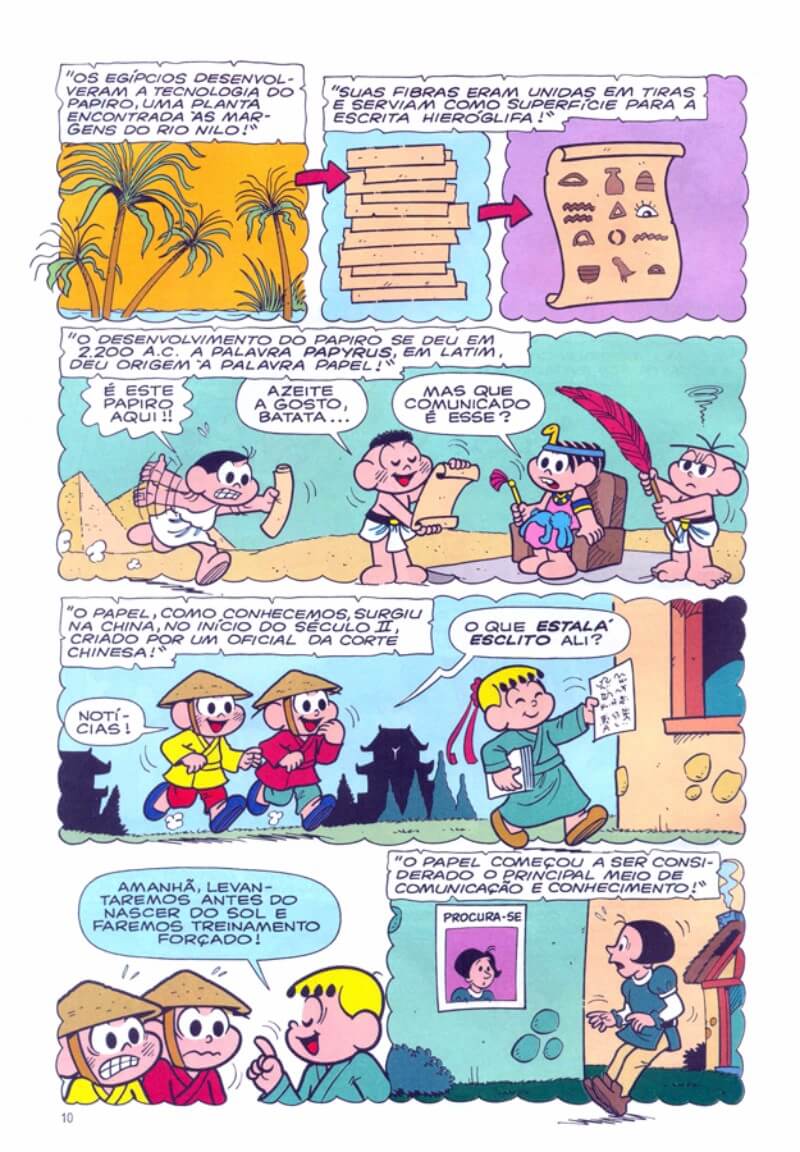 "OS EGÍPCIOS DESENVOL-
VERAM A TECNOLOGIA DO
PAPIRO, UMA PLANTA
ENCONTRADA ÀS MAR-
GENS DO RIO NILO!"
"SUAS FIBRAS ERAM UNIDAS EM TIRAS
E SERVIAM COMO SUPERFÍCIE PARA A
ESCRITA HIERÓGLIFA!"
"O DESENVOLVIMENTO DO PAPIRO SE DEU EM
2.200 A.C. A PALAVRA PAPYRUS, EM LATIM,
DEU ORIGEM À PALAVRA PAPEL!"
É ESTE
PAPIRO
AQUI!!
AZEITE
A GOSTO,
BATATA...
MAS QUE
COMUNICADO
É ESSE?
"O PAPEL, COMO CONHECEMOS, SURGIU
NA CHINA, NO INÍCIO DO SÉCULO II,
CRIADO POR UM OFICIAL DA CORTE
CHINESA!"
NOTÍ-
CIAS!
O QUE ESTALÁ
ESCLITO ALI?
AMANHÃ, LEVAN-
TAREMOS ANTES DO
NASCER DO SOL E
FAREMOS TREINAMENTO
FORÇADO!
"O PAPEL COMEÇOU A SER CONSI-
DERADO O PRINCIPAL MEIO DE
COMUNICAÇÃO E CONHECIMENTO!"
PROCURA-SE
10